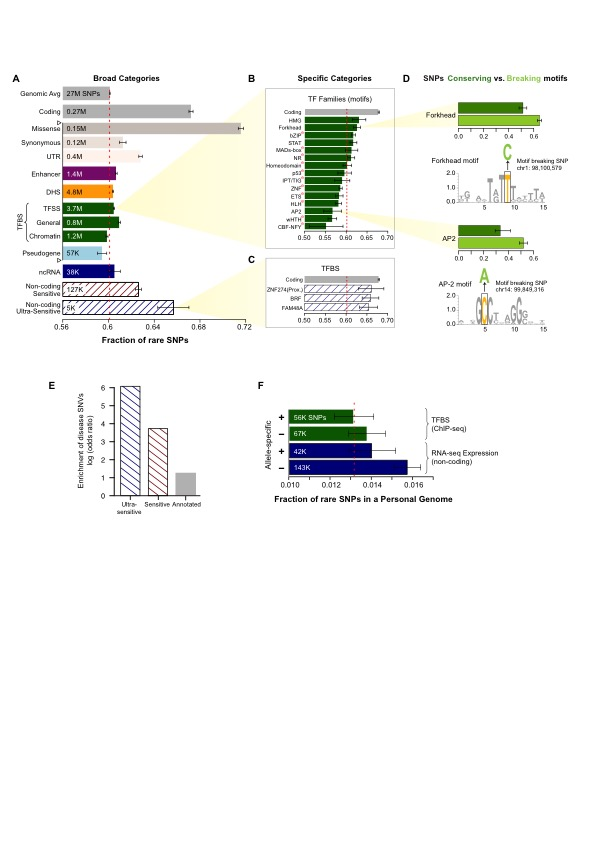 A
Broad Categories
Genomic Avg
27M SNPs
Coding
0.27M
Missense
0.15M
Synonymous
0.12M
UTR
0.4M
Enhancer
1.4M
DHS
4.8M
TFBS
TFSS
3.7M
General
0.8M
Chromatin
1.2M
Pseudogene
57K
ncRNA
38K
Non-coding
Sensitive
127K
Non-coding
Ultra-Sensitive
5K
0.56 0.60 0.64 0.68 0.72
Fraction of rare SNPs
B
Specific Categories
TF Families (motifs)
Coding
HMG
Forkhead
bZIP
STAT
MADs-box
NR
Homeodomain
p53
IPT/TIG
ZNF
ETS
HLH
AP2
wHTH
CBF-NFY
0.50 0.55 0.60 0.65 0.70
C
TFBS
Coding
ZNF274(Prox.)
BRF
FAM48A
0.50 0.55 0.60 0.65 0.70
D
SNPs Conserving vs. Breaking motifs
Forkhead
0.0 0.2 0.4 0.6
Forkhead motif
C
Motif breaking SNP
chr1: 98,100,579
2.0
1.0
0.0
5 10 15
AP2
0.0 0.2 0.4 0.6
AP-2 motif
A
Motif breaking SNP
chr14: 99,849,316
2.0
1.0
0.0
5 10 15
E
Enrichment of disease SNVs
log (odds ratio)
6
5
4
3
2
1
0
Ultra-
sensitive
Sensitive
Annotated
F
Allele-specific
+
56K SNPs
−
67K
TFBS
(ChIP-seq)
+
42K
−
143K
RNA-seq Expression
(non-coding)
0.010 0.012 0.014 0.016
Fraction of rare SNPs in a Personal Genome